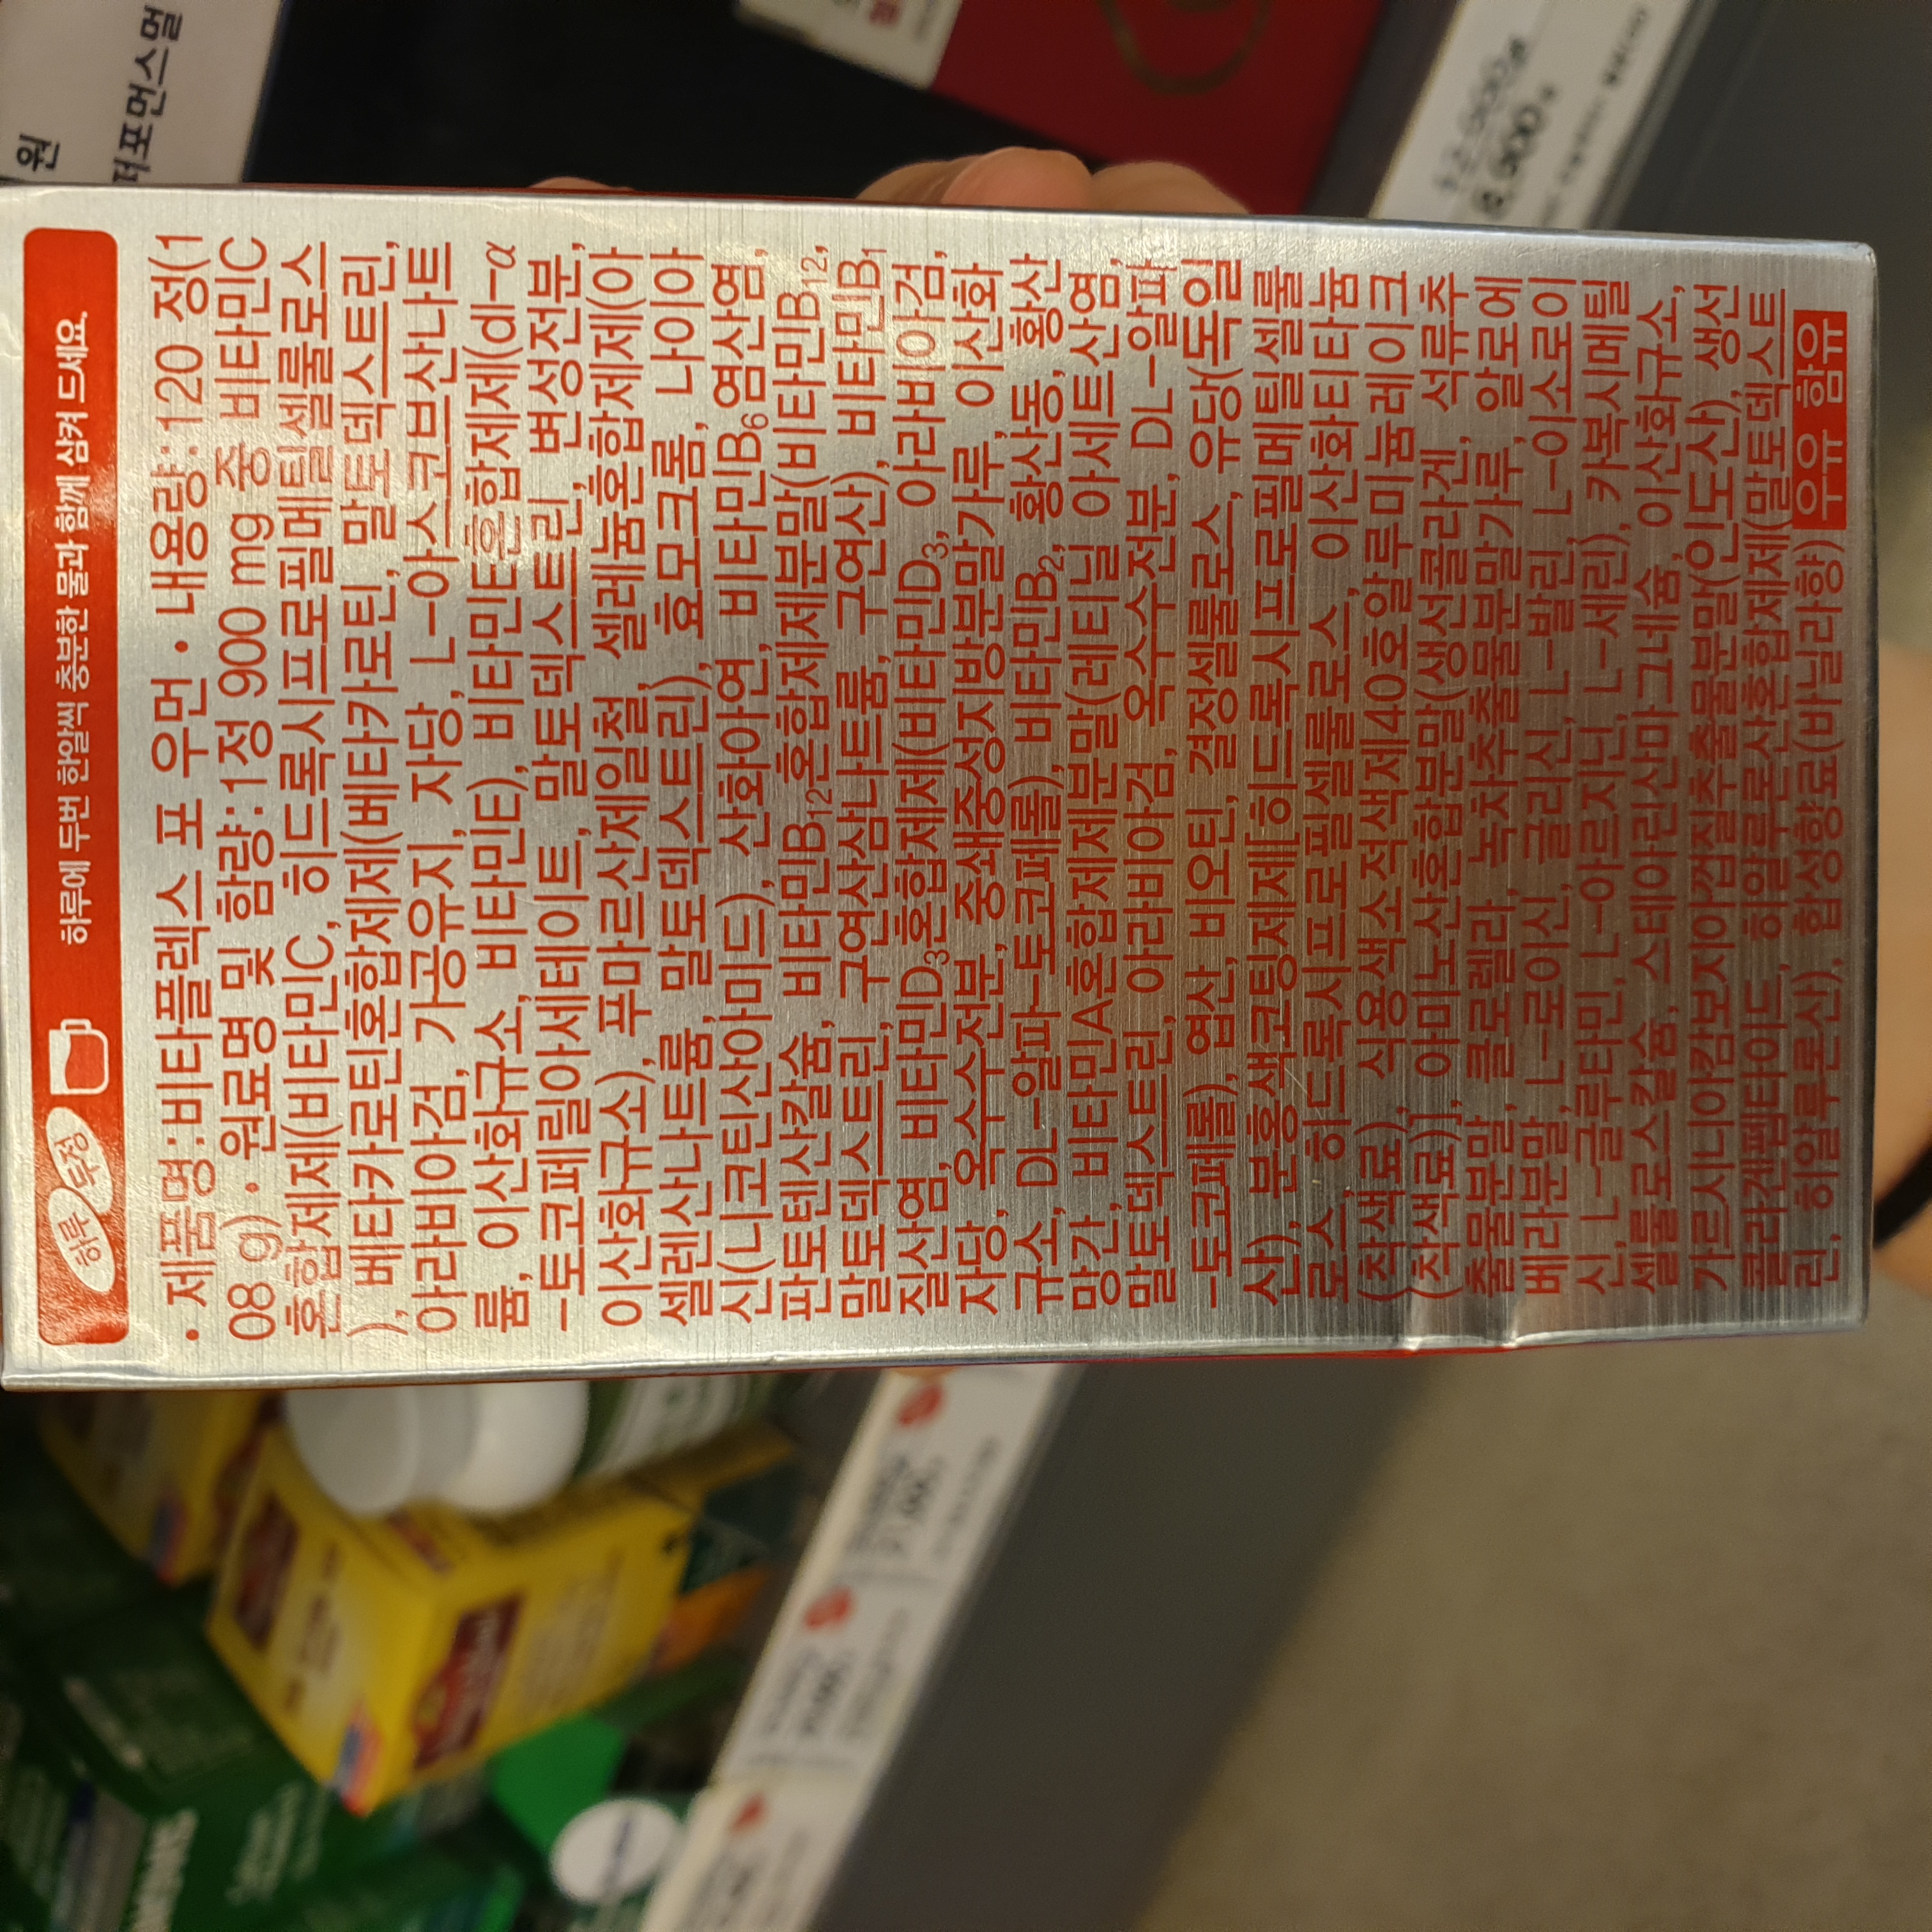 하루 두정 하루에 두번 한알씩 충분한 물과 함께 삼켜 드세요.
• 제품명:비타플렉스 포 우먼 • 내용량:120 정(1
08 g) • 원료명 및 함량:1정 900 mg 중 비타민C
혼합제제(비타민C, 히드록시프로필메틸셀룰로스
), 베타카로틴혼합제제(베타카로틴, 말토덱스트린,
아라비아검, 가공유지, 자당, L-아스코브산나트
륨, 이산화규소, 비타민E), 비타민E혼합제제(dl-α
-토코페릴아세테이트, 말토덱스트린, 변성전분,
이산화규소), 푸마르산제일철, 셀레늄혼합제제(아
셀렌산나트륨, 말토덱스트린), 효모크롬, 나이아
신(니코틴산아미드), 산화아연, 비타민B₆염산염,
판토텐산칼슘, 비타민B₁₂혼합제제분말(비타민B₁₂,
말토덱스트린, 구연산삼나트륨, 구연산), 비타민B₁
질산염, 비타민D₃혼합제제(비타민D₃, 아라비아검,
자당, 옥수수전분, 중쇄중성지방분말가루, 이산화
규소, DL-알파-토코페롤), 비타민B₂, 황산동, 황산
망간, 비타민A혼합제제분말(레티닐 아세트산염,
말토덱스트린, 아라비아검, 옥수수전분, DL-알파
-토코페롤), 엽산, 비오틴, 결정셀룰로스, 유당(독일
산), 분홍색코팅제제[히드록시프로필메틸셀룰
로스, 히드록시프로필셀룰로스, 이산화티타늄
(착색료), 식용색소적색제40호알루미늄레이크
(착색료)], 아미노산혼합분말(생선콜라겐, 석류추
출물분말, 클로렐라, 녹차추출물분말가루, 알로에
베라분말, L-로이신, 글리신, L-발린, L-이소로이
신, L-글루타민, L-아르지닌, L-세린), 카복시메틸
셀룰로스칼슘, 스테아린산마그네슘, 이산화규소,
가르시니아캄보지아껍질추출물분말(인도산), 생선
콜라겐펩타이드, 히알루론산혼합제제(말토덱스트
린, 히알루론산), 합성향료(바닐라향) 우유 함유
원
퍼포먼스멀